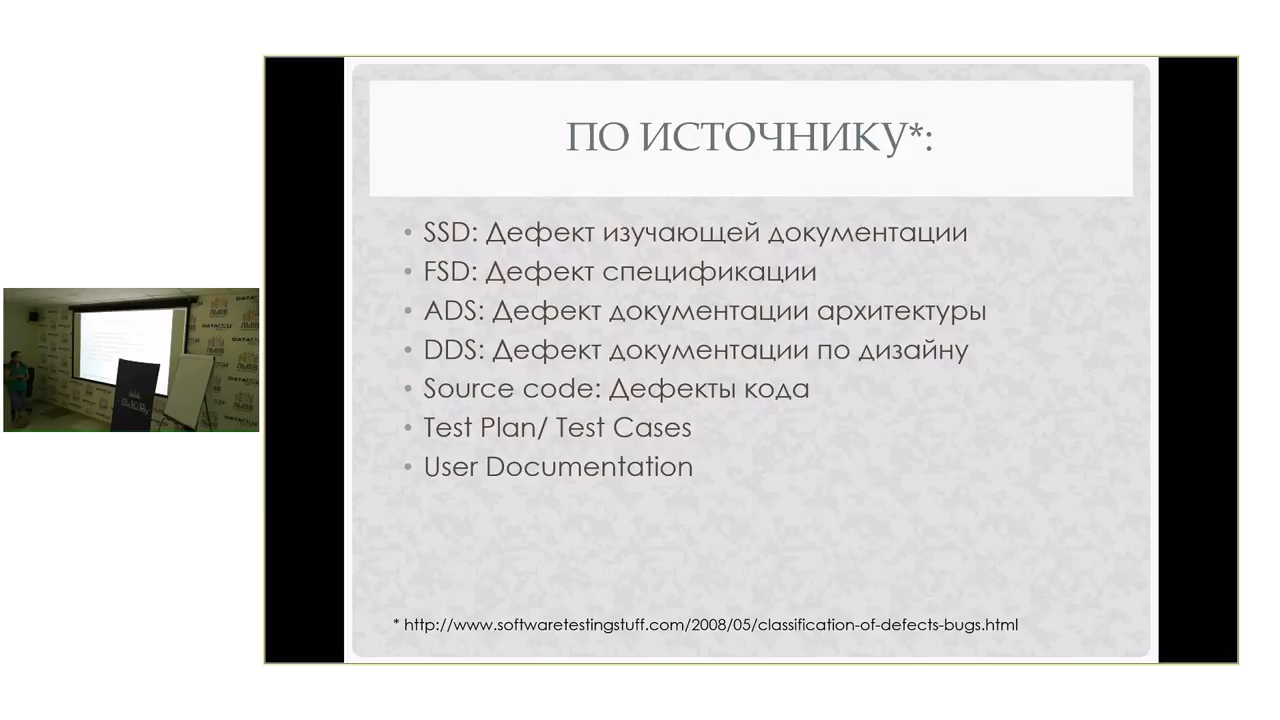 ПО ИСТОЧНИКУ*:
• SSD: Дефект изучающей документации
• FSD: Дефект спецификации
• ADS: Дефект документации архитектуры
• DDS: Дефект документации по дизайну
• Source code: Дефекты кода
• Test Plan/ Test Cases
• User Documentation
* http://www.softwaretestingstuff.com/2008/05/classification-of-defects-bugs.html